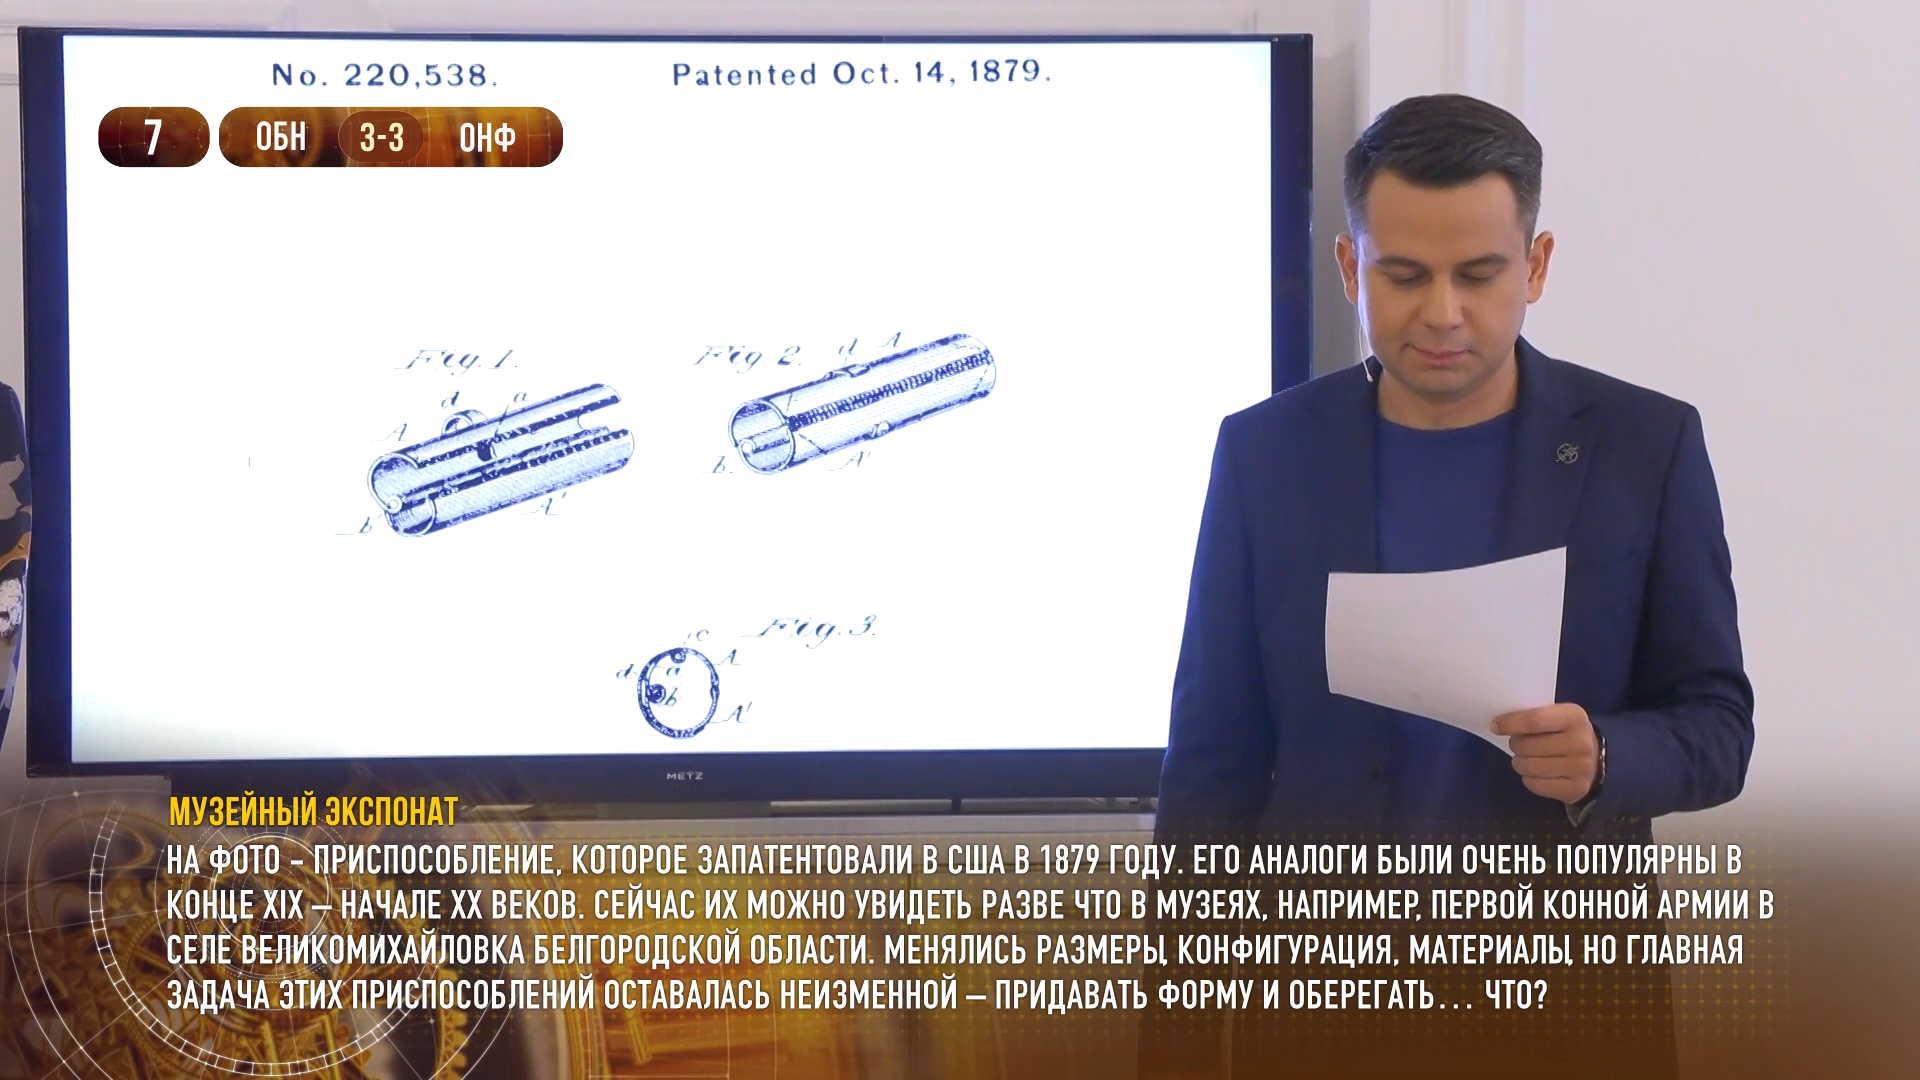 No. 220,538. Patented Oct. 14, 1879.
7 ОБН 3-3 ОНФ
Fig. 1.
d a
A
b
A'
Fig 2.
d A
b.
A'
Fig. 3.
c
d a A
b
A'
METZ
МУЗЕЙНЫЙ ЭКСПОНАТ
НА ФОТО - ПРИСПОСОБЛЕНИЕ, КОТОРОЕ ЗАПАТЕНТОВАЛИ В США В 1879 ГОДУ. ЕГО АНАЛОГИ БЫЛИ ОЧЕНЬ ПОПУЛЯРНЫ В
КОНЦЕ XIX – НАЧАЛЕ XX ВЕКОВ. СЕЙЧАС ИХ МОЖНО УВИДЕТЬ РАЗВЕ ЧТО В МУЗЕЯХ, НАПРИМЕР, ПЕРВОЙ КОННОЙ АРМИИ В
СЕЛЕ ВЕЛИКОМИХАЙЛОВКА БЕЛГОРОДСКОЙ ОБЛАСТИ. МЕНЯЛИСЬ РАЗМЕРЫ, КОНФИГУРАЦИЯ, МАТЕРИАЛЫ, НО ГЛАВНАЯ
ЗАДАЧА ЭТИХ ПРИСПОСОБЛЕНИЙ ОСТАВАЛАСЬ НЕИЗМЕННОЙ – ПРИДАВАТЬ ФОРМУ И ОБЕРЕГАТЬ... ЧТО?